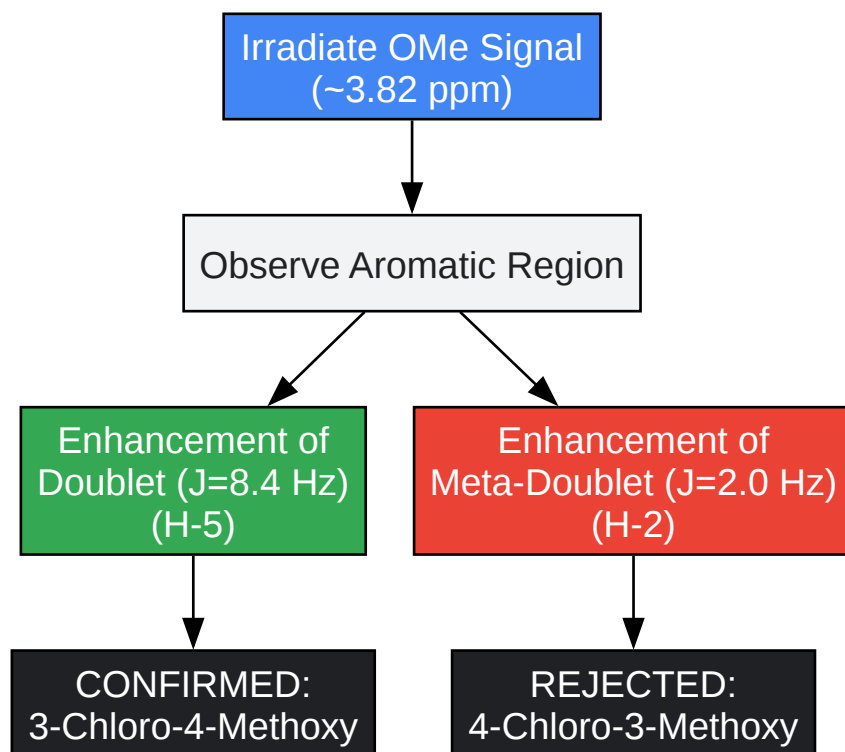 Irradiate OMe Signal
(~3.82 ppm)
Observe Aromatic Region
Enhancement of
Doublet (J=8.4 Hz)
(H-5)
Enhancement of
Meta-Doublet (J=2.0 Hz)
(H-2)
CONFIRMED:
3-Chloro-4-Methoxy
REJECTED:
4-Chloro-3-Methoxy